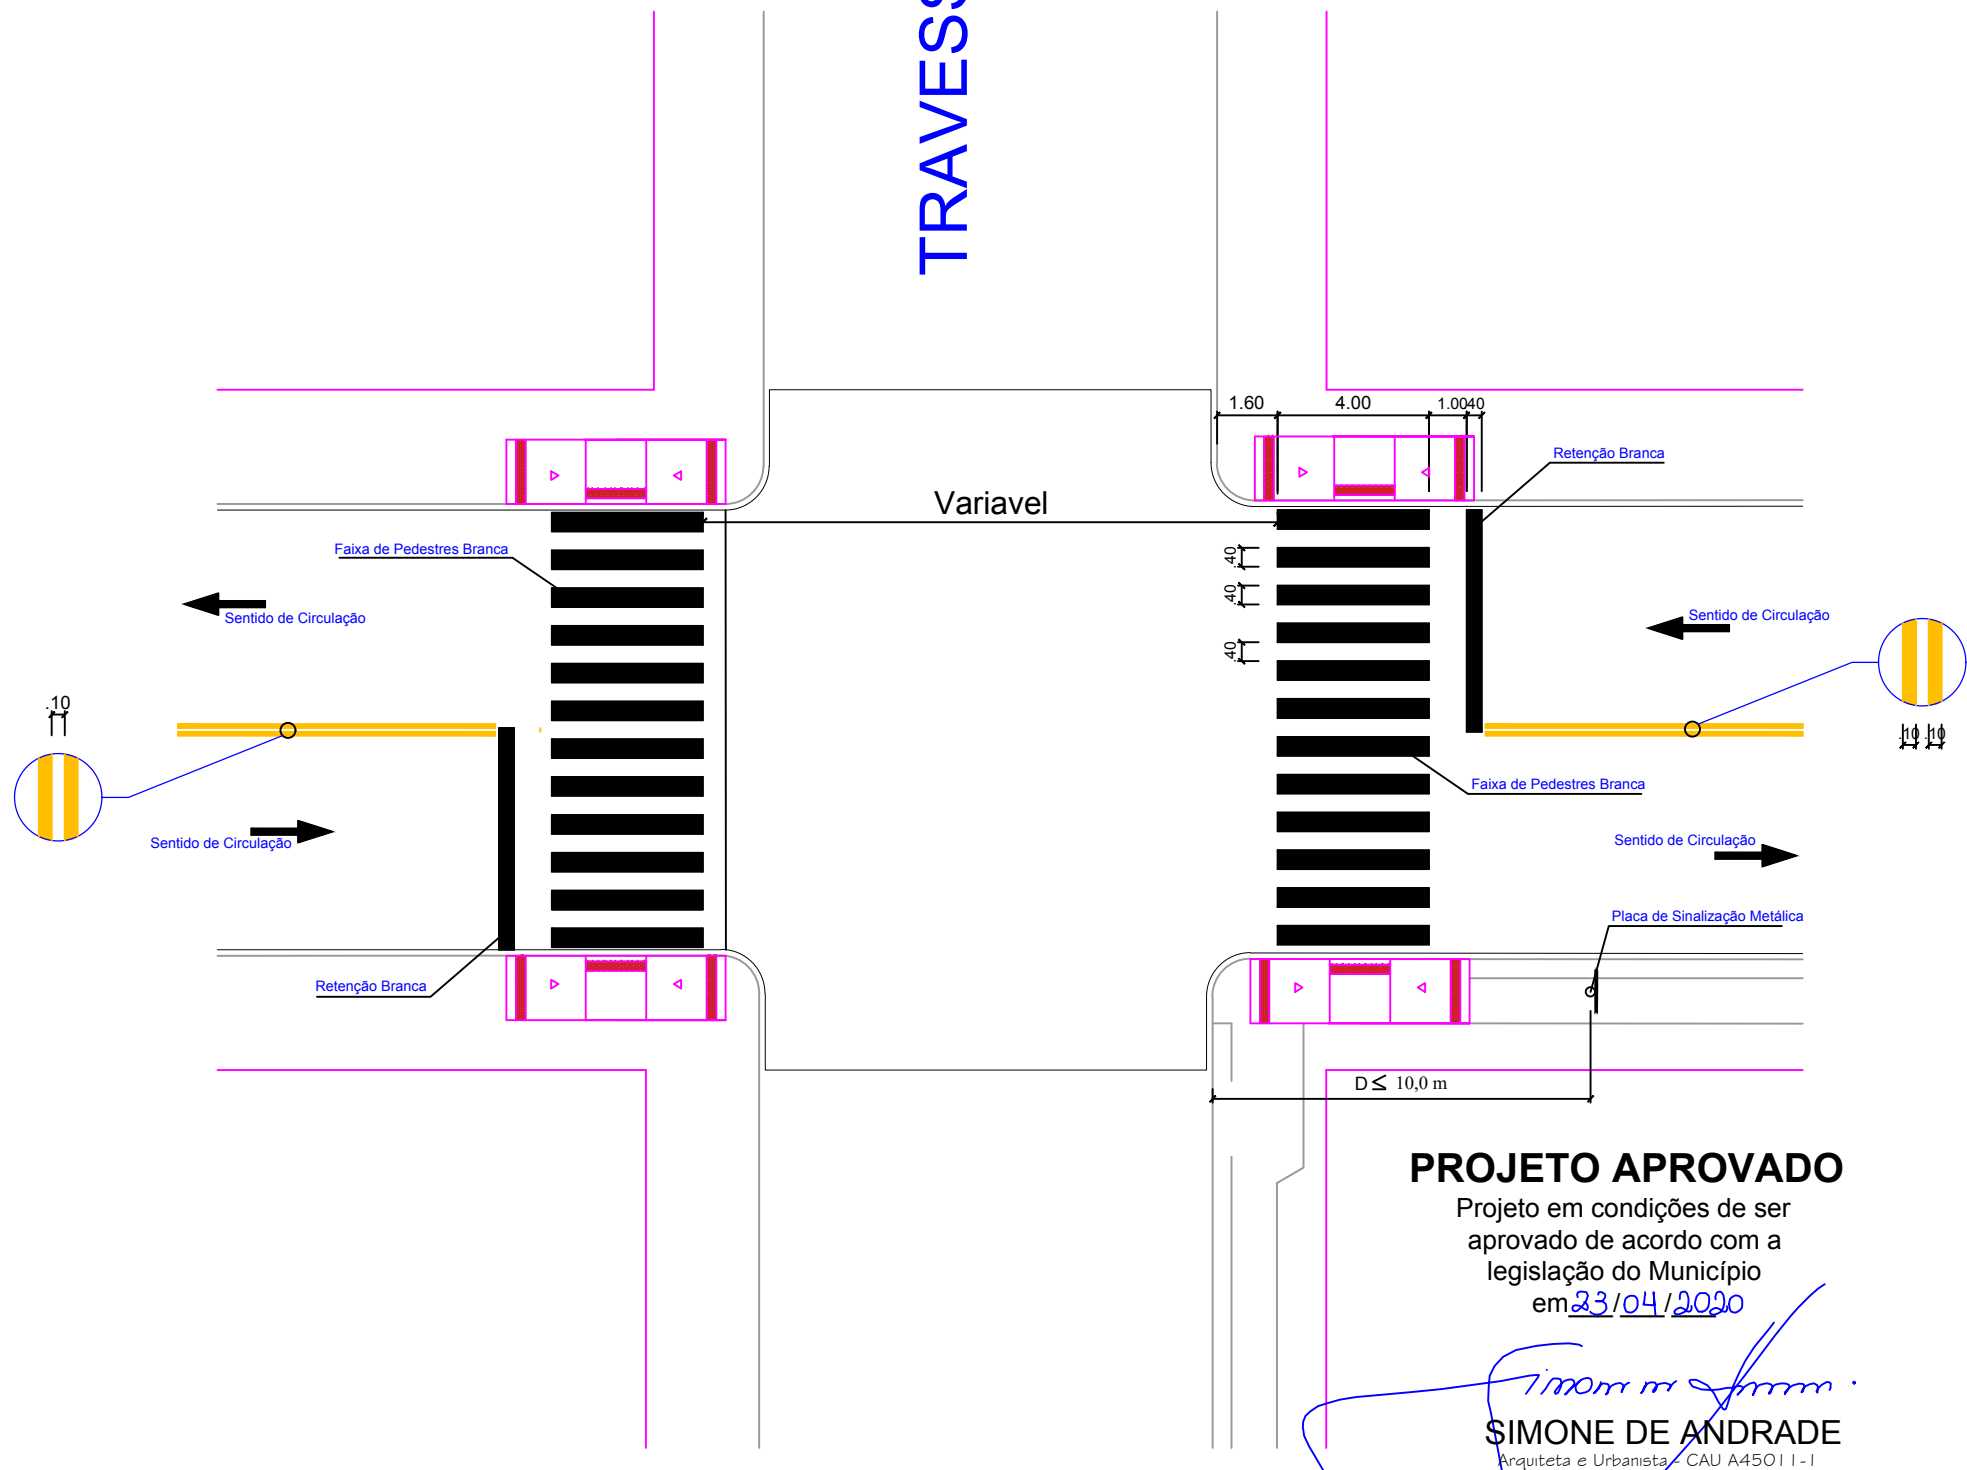 TRAVESS
1.60
4.00
1.00
.40
Retenção Branca
Variavel
Faixa de Pedestres Branca
.40
.40
.40
Sentido de Circulação
Sentido de Circulação
.10
.10
.10
Faixa de Pedestres Branca
Sentido de Circulação
Sentido de Circulação
Placa de Sinalização Metálica
Retenção Branca
D ≤ 10,0 m
PROJETO APROVADO
Projeto em condições de ser
aprovado de acordo com a
legislação do Município
em 23/04/2020
SIMONE DE ANDRADE
Arquiteta e Urbanista - CAU A45011-1